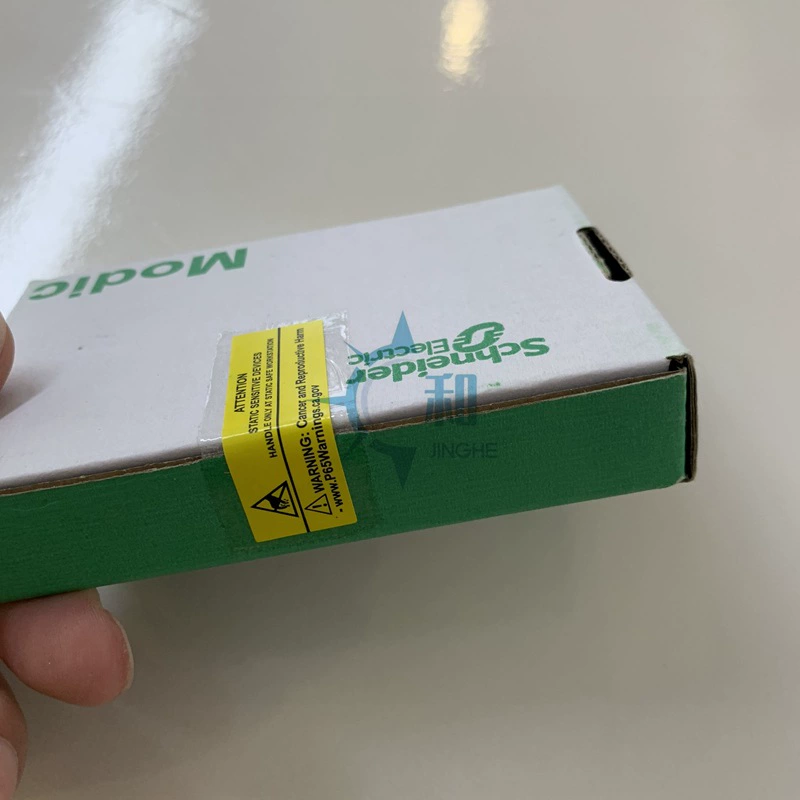 Modic
Schneider
Electric
ATTENTION
STATIC SENSITIVE DEVICES
HANDLE ONLY AT STATIC SAFE WORKSTATION
WARNING: Cancer and Reproductive Harm
- www.P65Warnings.ca.gov
和
JINGHE